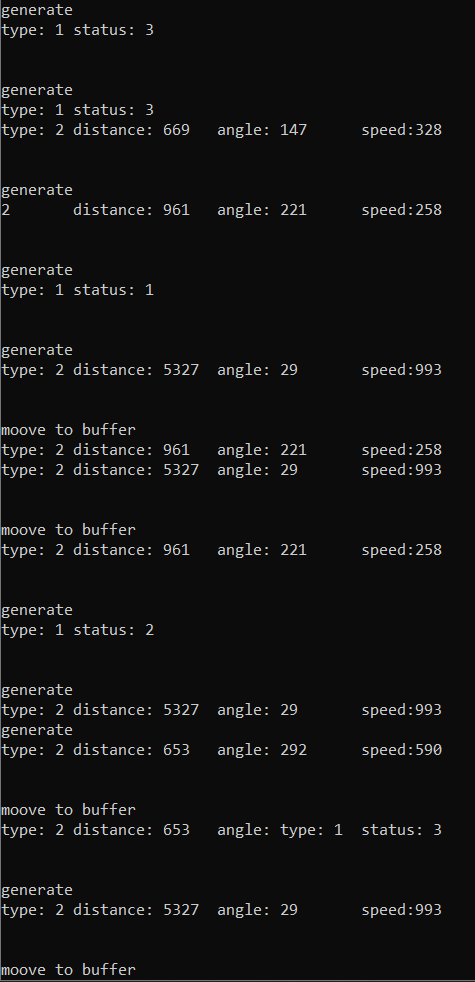 generate
type: 1 status: 3
generate
type: 1 status: 3
type: 2 distance: 669 angle: 147 speed:328
generate
2 distance: 961 angle: 221 speed:258
generate
type: 1 status: 1
generate
type: 2 distance: 5327 angle: 29 speed:993
moove to buffer
type: 2 distance: 961 angle: 221 speed:258
type: 2 distance: 5327 angle: 29 speed:993
moove to buffer
type: 2 distance: 961 angle: 221 speed:258
generate
type: 1 status: 2
generate
type: 2 distance: 5327 angle: 29 speed:993
generate
type: 2 distance: 653 angle: 292 speed:590
moove to buffer
type: 2 distance: 653 angle: type: 1 status: 3
generate
type: 2 distance: 5327 angle: 29 speed:993
moove to buffer